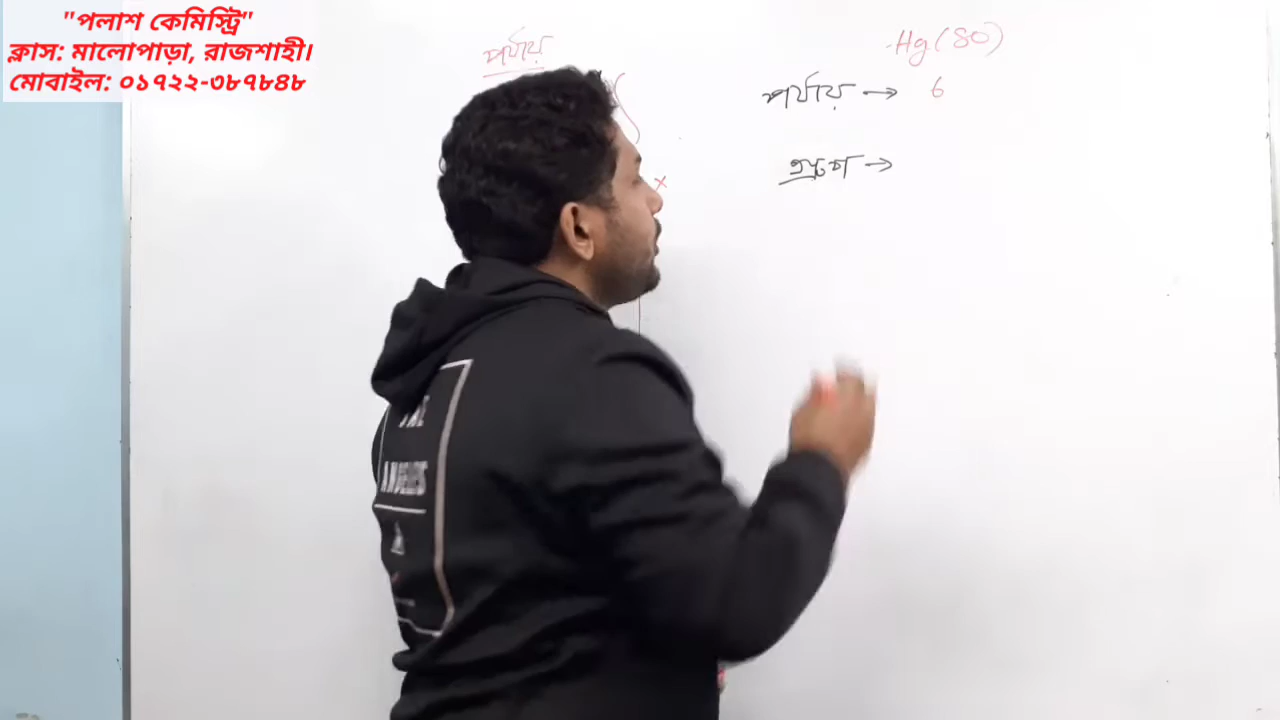 "পলাশ কেমিস্ট্রি"
ক্লাস: মালোপাড়া, রাজশাহী।
মোবাইল: ০১৭২২-৩৮৭৮৪৮
পর্যায়
Hg (80)
পর্যায় → 6
গ্রুপ →